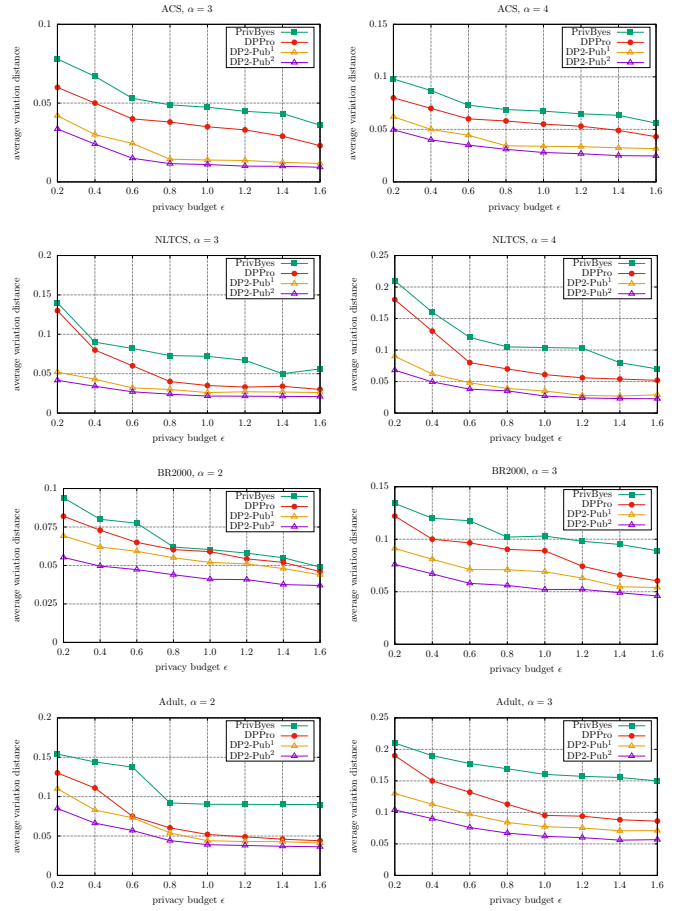 ACS, α = 3
0.1
0.05
0
0.2 0.4 0.6 0.8 1.0 1.2 1.4 1.6
average variation distance
privacy budget ϵ
PrivByes
DPPro
DP2-Pub¹
DP2-Pub²
ACS, α = 4
0.15
0.1
0.05
0
0.2 0.4 0.6 0.8 1.0 1.2 1.4 1.6
average variation distance
privacy budget ϵ
PrivByes
DPPro
DP2-Pub¹
DP2-Pub²
NLTCS, α = 3
0.2
0.15
0.1
0.05
0
0.2 0.4 0.6 0.8 1.0 1.2 1.4 1.6
average variation distance
privacy budget ϵ
PrivByes
DPPro
DP2-Pub¹
DP2-Pub²
NLTCS, α = 4
0.25
0.2
0.15
0.1
0.05
0
0.2 0.4 0.6 0.8 1.0 1.2 1.4 1.6
average variation distance
privacy budget ϵ
PrivByes
DPPro
DP2-Pub¹
DP2-Pub²
BR2000, α = 2
0.1
0.075
0.05
0.025
0
0.2 0.4 0.6 0.8 1.0 1.2 1.4 1.6
average variation distance
privacy budget ϵ
PrivByes
DPPro
DP2-Pub¹
DP2-Pub²
BR2000, α = 3
0.15
0.1
0.05
0
0.2 0.4 0.6 0.8 1.0 1.2 1.4 1.6
average variation distance
privacy budget ϵ
PrivByes
DPPro
DP2-Pub¹
DP2-Pub²
Adult, α = 2
0.2
0.15
0.1
0.05
0
0.2 0.4 0.6 0.8 1.0 1.2 1.4 1.6
average variation distance
privacy budget ϵ
PrivByes
DPPro
DP2-Pub¹
DP2-Pub²
Adult, α = 3
0.25
0.2
0.15
0.1
0.05
0
0.2 0.4 0.6 0.8 1.0 1.2 1.4 1.6
average variation distance
privacy budget ϵ
PrivByes
DPPro
DP2-Pub¹
DP2-Pub²